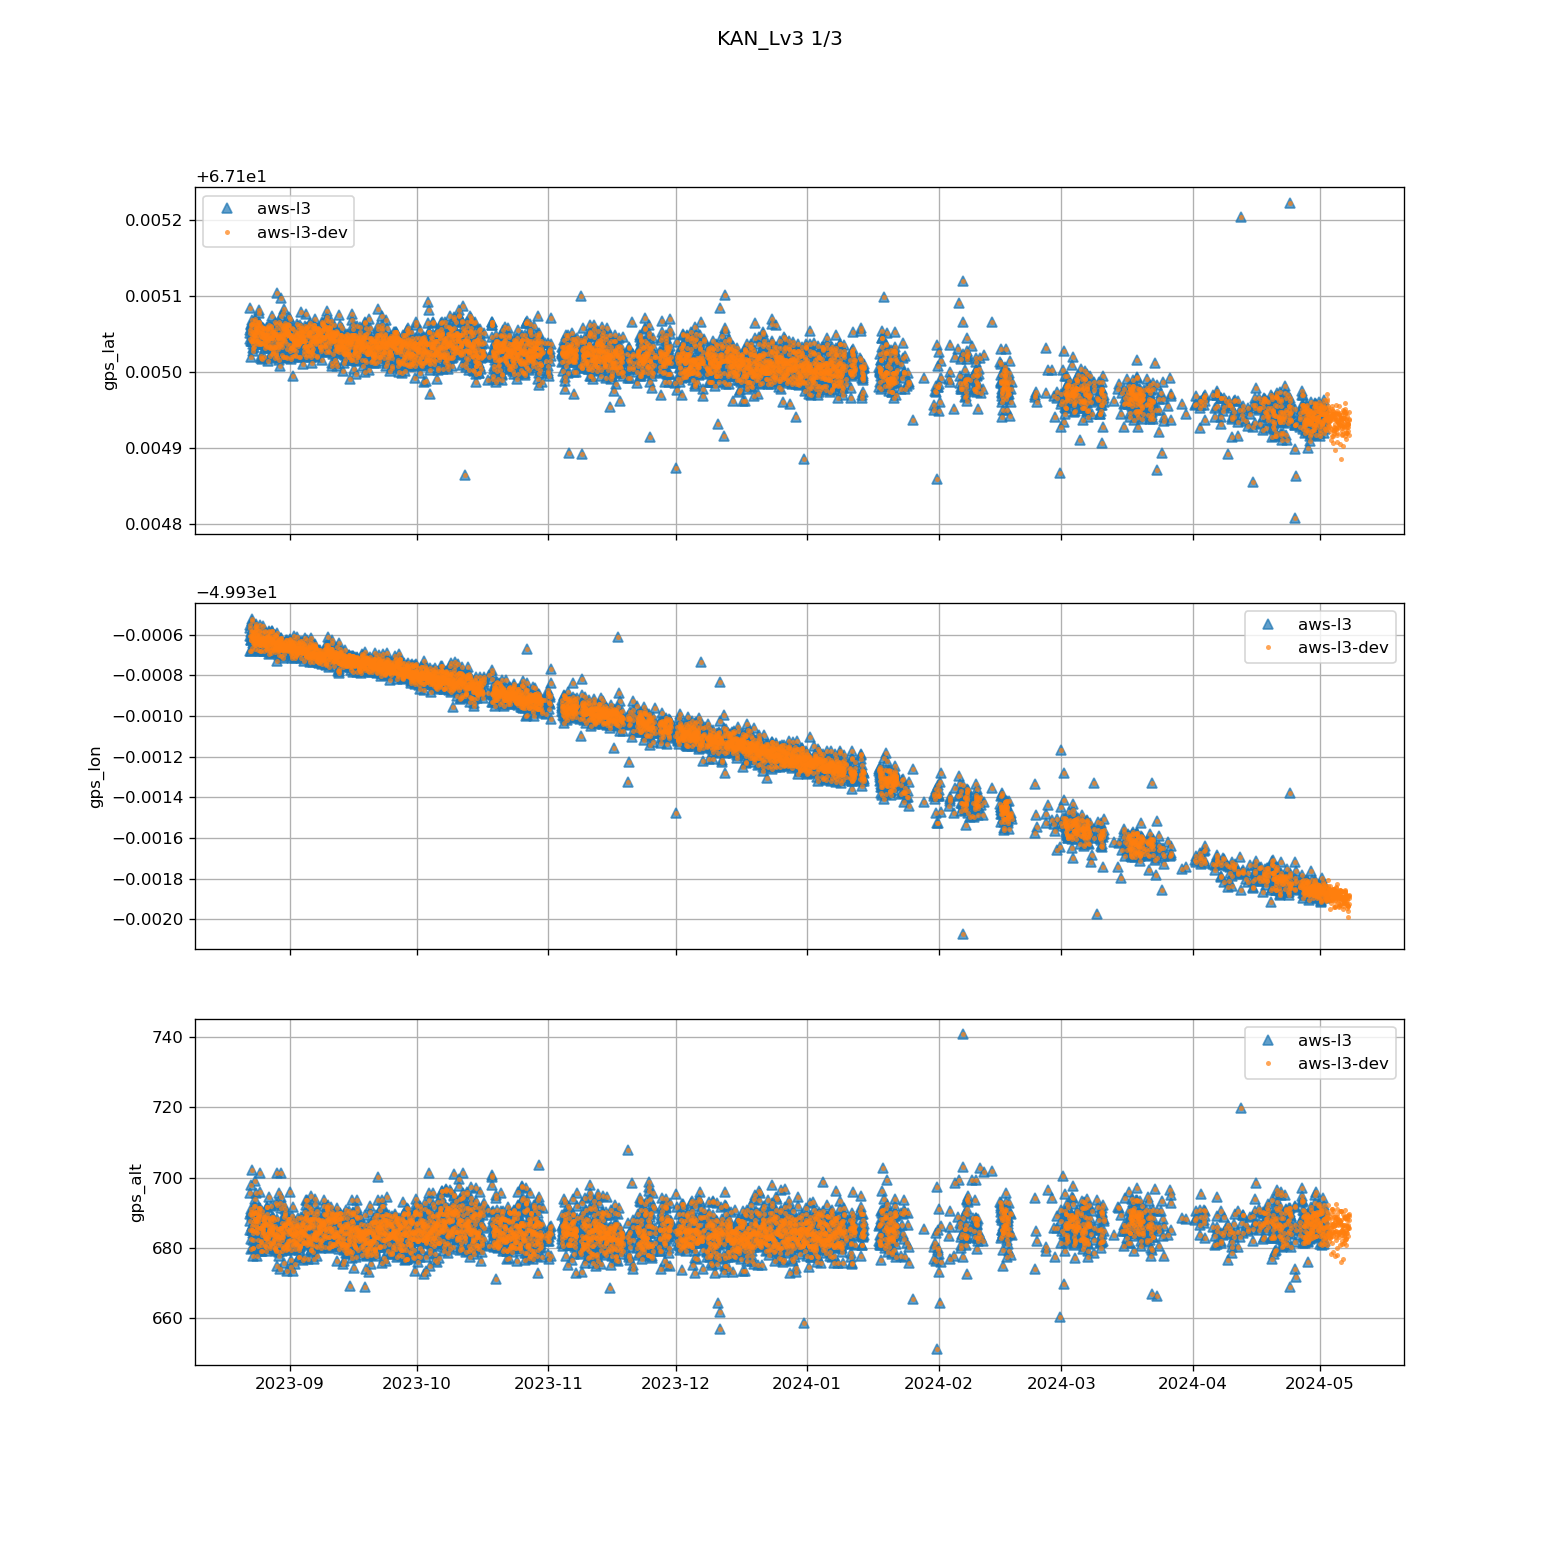 KAN_Lv3 1/3
+6.71e1
aws-l3
aws-l3-dev
0.0052
0.0051
0.0050
0.0049
0.0048
gps_lat
−4.993e1
aws-l3
aws-l3-dev
−0.0006
−0.0008
−0.0010
−0.0012
−0.0014
−0.0016
−0.0018
−0.0020
gps_lon
aws-l3
aws-l3-dev
740
720
700
680
660
gps_alt
2023-09 2023-10 2023-11 2023-12 2024-01 2024-02 2024-03 2024-04 2024-05